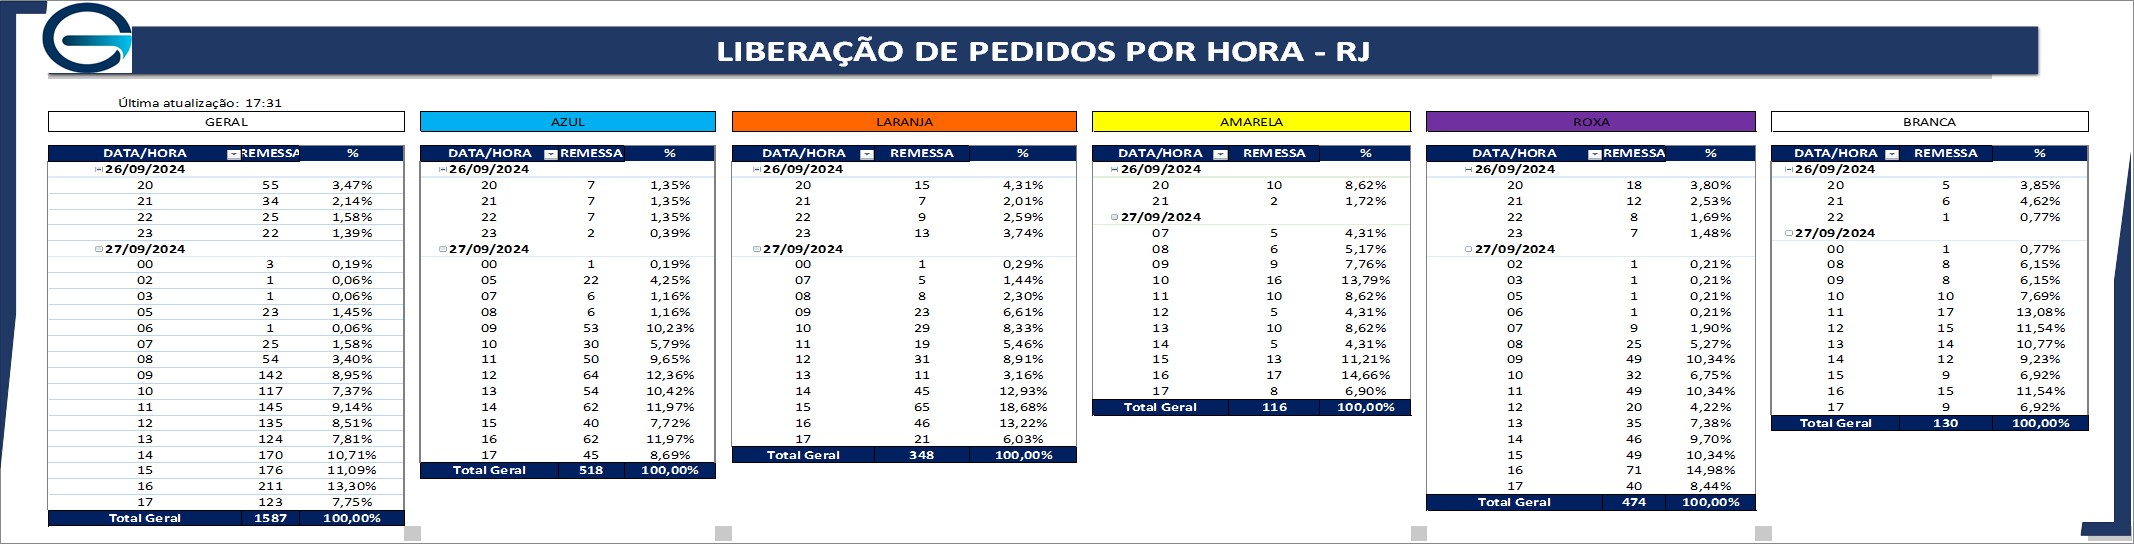 LIBERAÇÃO DE PEDIDOS POR HORA - RJ
Última atualização: 17:31
GERAL
DATA/HORA REMESSA %
26/09/2024
20 55 3,47%
21 34 2,14%
22 25 1,58%
23 22 1,39%
27/09/2024
00 3 0,19%
02 1 0,06%
03 1 0,06%
05 23 1,45%
06 1 0,06%
07 25 1,58%
08 54 3,40%
09 142 8,95%
10 117 7,37%
11 145 9,14%
12 135 8,51%
13 124 7,81%
14 170 10,71%
15 176 11,09%
16 211 13,30%
17 123 7,75%
Total Geral 1587 100,00%
AZUL
DATA/HORA REMESSA %
26/09/2024
20 7 1,35%
21 7 1,35%
22 7 1,35%
23 2 0,39%
27/09/2024
00 1 0,19%
05 22 4,25%
07 6 1,16%
08 6 1,16%
09 53 10,23%
10 30 5,79%
11 50 9,65%
12 64 12,36%
13 54 10,42%
14 62 11,97%
15 40 7,72%
16 62 11,97%
17 45 8,69%
Total Geral 518 100,00%
LARANJA
DATA/HORA REMESSA %
26/09/2024
20 15 4,31%
21 7 2,01%
22 9 2,59%
23 13 3,74%
27/09/2024
00 1 0,29%
07 5 1,44%
08 8 2,30%
09 23 6,61%
10 29 8,33%
11 19 5,46%
12 31 8,91%
13 11 3,16%
14 45 12,93%
15 65 18,68%
16 46 13,22%
17 21 6,03%
Total Geral 348 100,00%
AMARELA
DATA/HORA REMESSA %
26/09/2024
20 10 8,62%
21 2 1,72%
27/09/2024
07 5 4,31%
08 6 5,17%
09 9 7,76%
10 16 13,79%
11 10 8,62%
12 5 4,31%
13 10 8,62%
14 5 4,31%
15 13 11,21%
16 17 14,66%
17 8 6,90%
Total Geral 116 100,00%
ROXA
DATA/HORA REMESSA %
26/09/2024
20 18 3,80%
21 12 2,53%
22 8 1,69%
23 7 1,48%
27/09/2024
02 1 0,21%
03 1 0,21%
05 1 0,21%
06 1 0,21%
07 9 1,90%
08 25 5,27%
09 49 10,34%
10 32 6,75%
11 49 10,34%
12 20 4,22%
13 35 7,38%
14 46 9,70%
15 49 10,34%
16 71 14,98%
17 40 8,44%
Total Geral 474 100,00%
BRANCA
DATA/HORA REMESSA %
26/09/2024
20 5 3,85%
21 6 4,62%
22 1 0,77%
27/09/2024
00 1 0,77%
08 8 6,15%
09 8 6,15%
10 10 7,69%
11 17 13,08%
12 15 11,54%
13 14 10,77%
14 12 9,23%
15 9 6,92%
16 15 11,54%
17 9 6,92%
Total Geral 130 100,00%